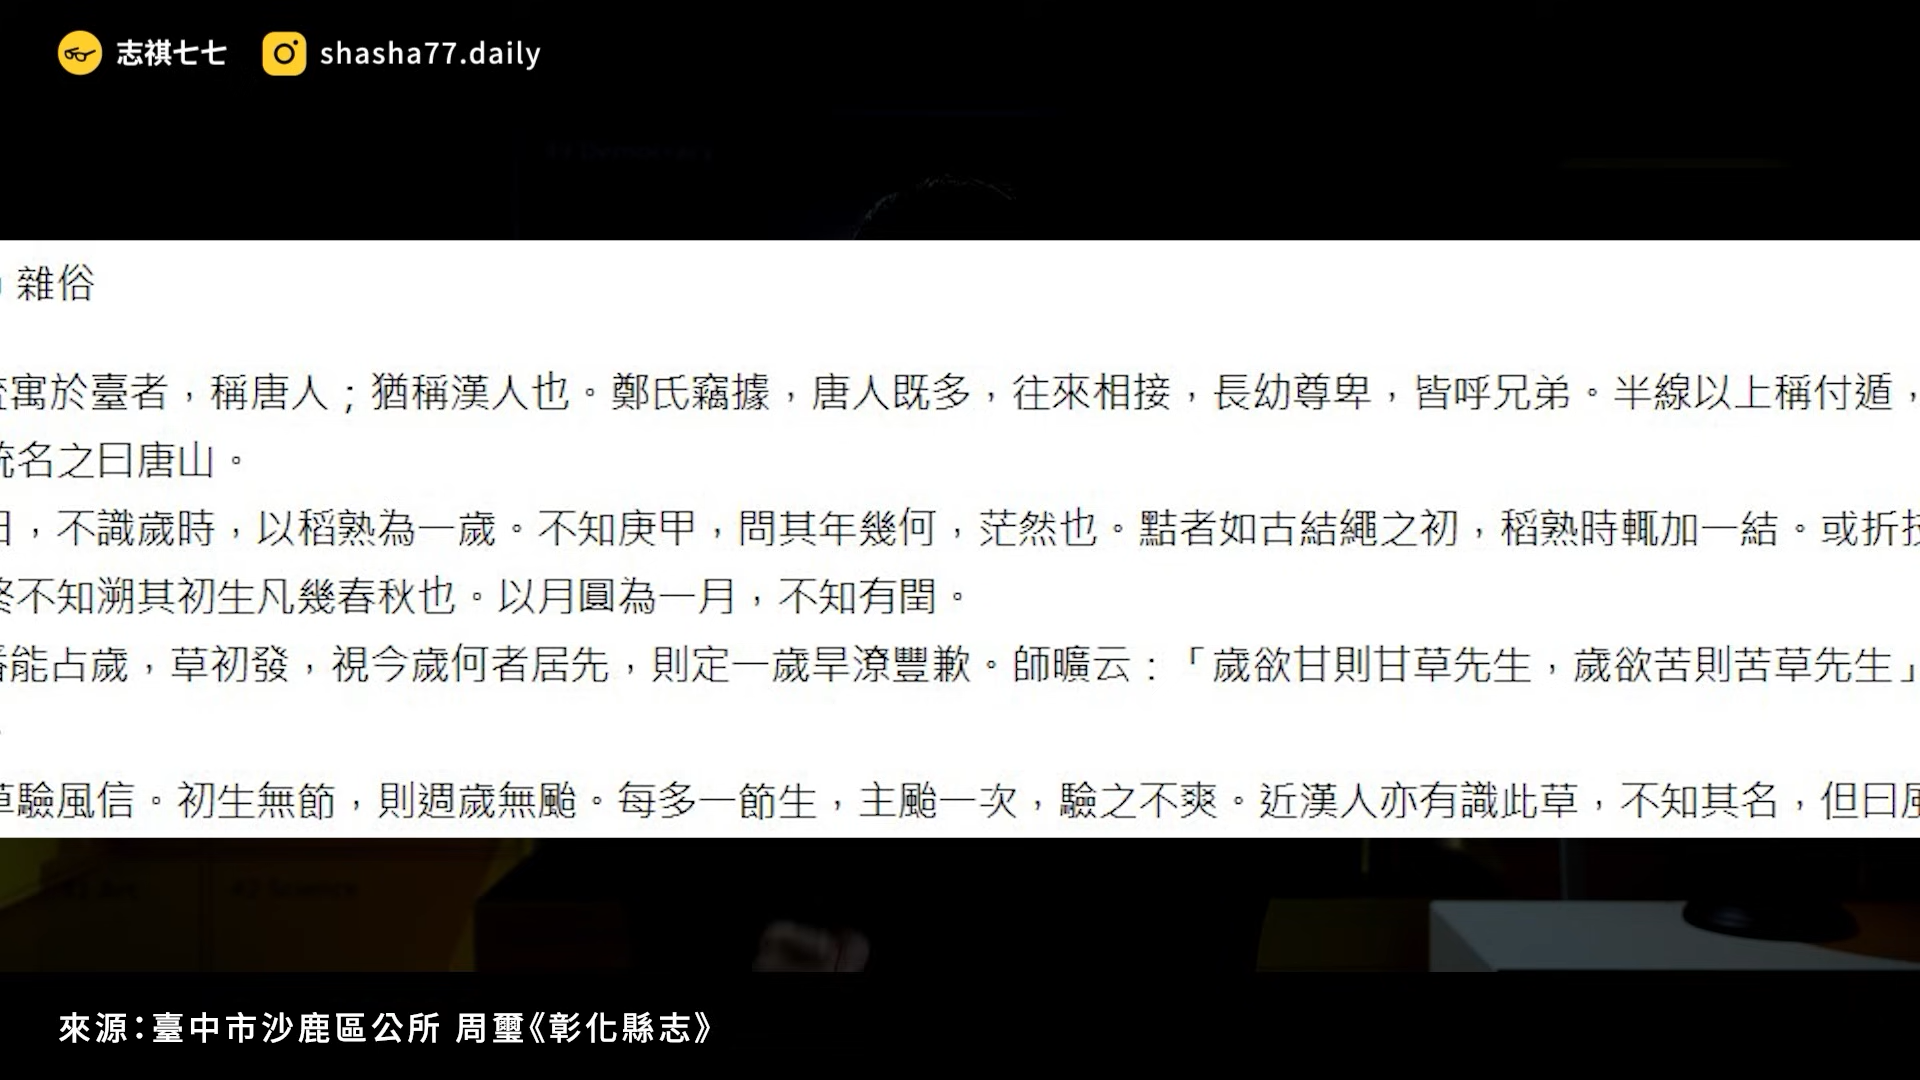 志祺七七 shasha77.daily
雜俗
寓於臺者，稱唐人；猶稱漢人也。鄭氏竊據，唐人既多，往來相接，長幼尊卑，皆呼兄弟。半線以上稱付遁，
名之曰唐山。
，不識歲時，以稻熟為一歲。不知庚甲，問其年幾何，茫然也。點者如古結繩之初，稻熟時輒加一結。或折
不知溯其初生凡幾春秋也。以月圓為一月，不知有閏。
能占歲，草初發，視今歲何者居先，則定一歲旱潦豐歉。師曠云：「歲欲甘則甘草先生，歲欲苦則苦草先生」
驗風信。初生無節，則週歲無颱。每多一節生，主颱一次，驗之不爽。近漢人亦有識此草，不知其名，但曰
來源：臺中市沙鹿區公所 周璽《彰化縣志》